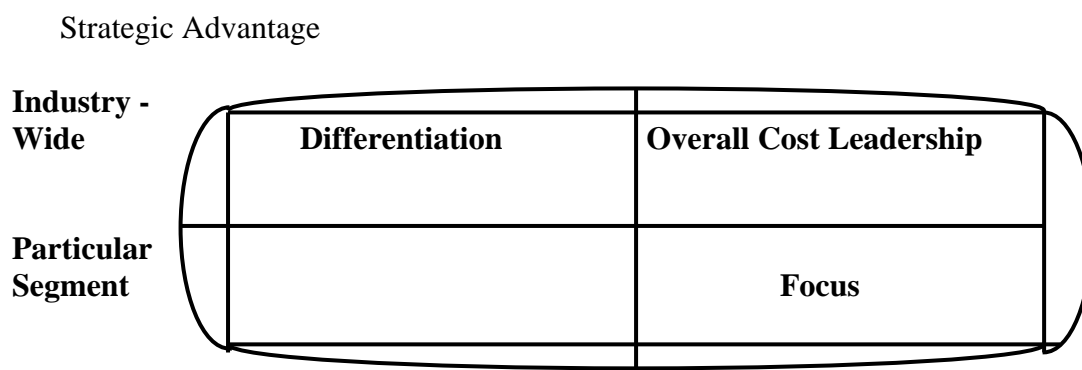 Strategic Advantage
Industry -
Wide
Differentiation
Overall Cost Leadership
Particular
Segment
Focus